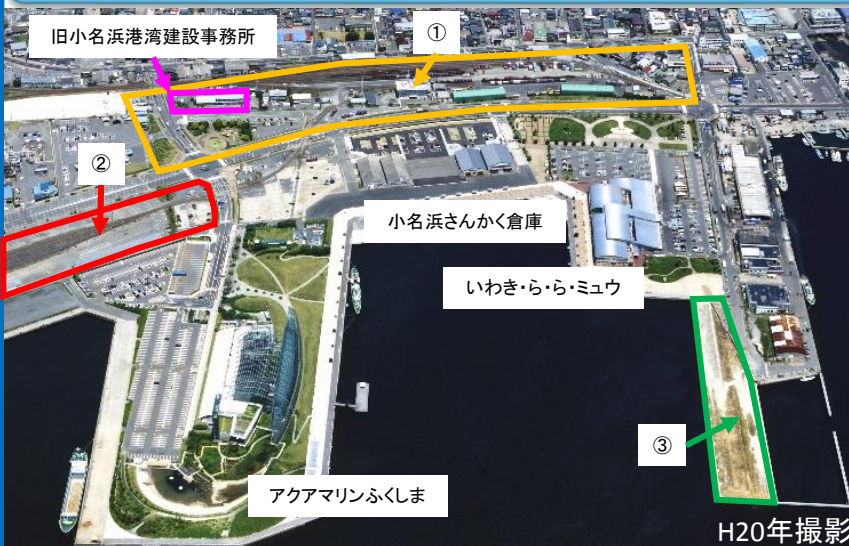 旧小名浜港湾建設事務所
①
②
小名浜さんかく倉庫
いわき・ら・ら・ミュウ
③
アクアマリンふくしま
H20年撮影